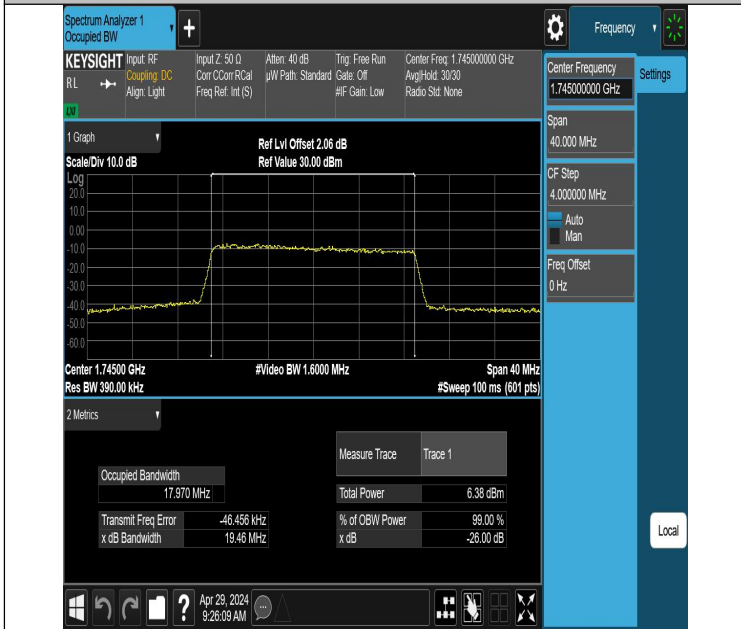 Spectrum Analyzer 1
Occupied BW
+
Frequency
KEYSIGHT
RL
LXI
Input: RF
Coupling: DC
Align: Light
Input Z: 50 Ω
Corr CCorr RCal
Freq Ref: Int (S)
Atten: 40 dB
µW Path: Standard
Trig: Free Run
Gate: Off
#IF Gain: Low
Center Freq: 1.745000000 GHz
Avg|Hold: 30/30
Radio Std: None
1 Graph
Scale/Div 10.0 dB
Ref Lvl Offset 2.06 dB
Ref Value 30.00 dBm
Log
20.0
10.0
0.00
-10.0
-20.0
-30.0
-40.0
-50.0
-60.0
Center 1.74500 GHz
#Video BW 1.6000 MHz
Span 40 MHz
Res BW 390.00 kHz
#Sweep 100 ms (601 pts)
2 Metrics
Occupied Bandwidth
17.970 MHz
Transmit Freq Error -46.456 kHz
x dB Bandwidth 19.46 MHz
Measure Trace Trace 1
Total Power 6.38 dBm
% of OBW Power 99.00 %
x dB -26.00 dB
Center Frequency
1.745000000 GHz
Settings
Span
40.000 MHz
CF Step
4.000000 MHz
Auto
Man
Freq Offset
0 Hz
Local
?
Apr 29, 2024
9:26:09 AM